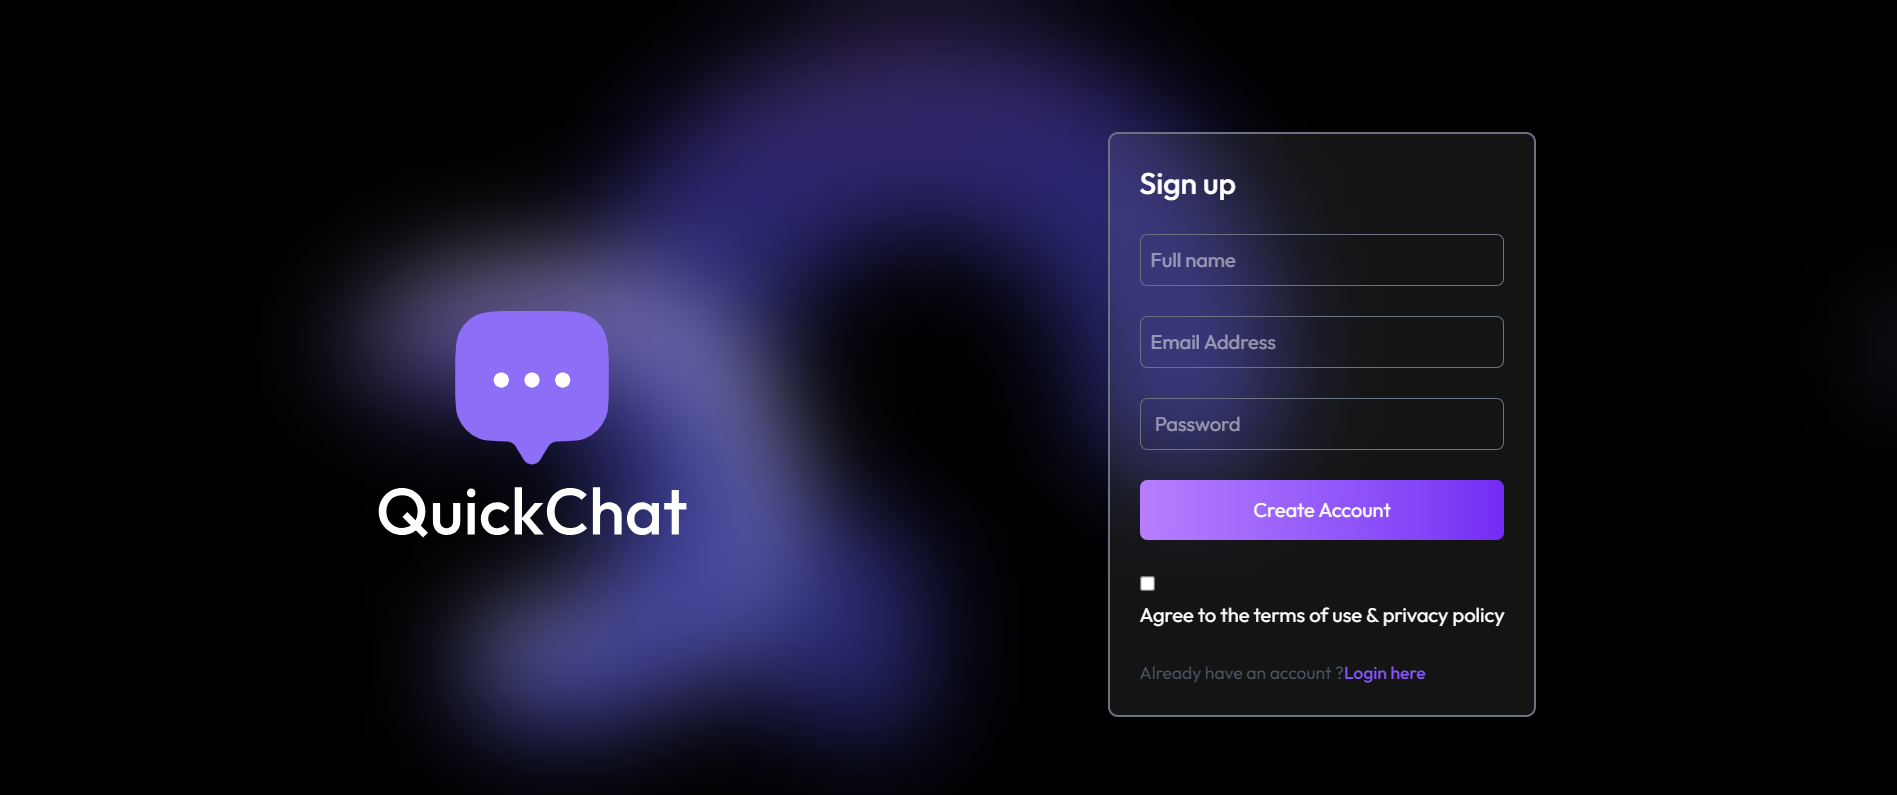 QuickChat
Sign up
Full name
Email Address
Password
Create Account
Agree to the terms of use & privacy policy
Already have an account ?Login here